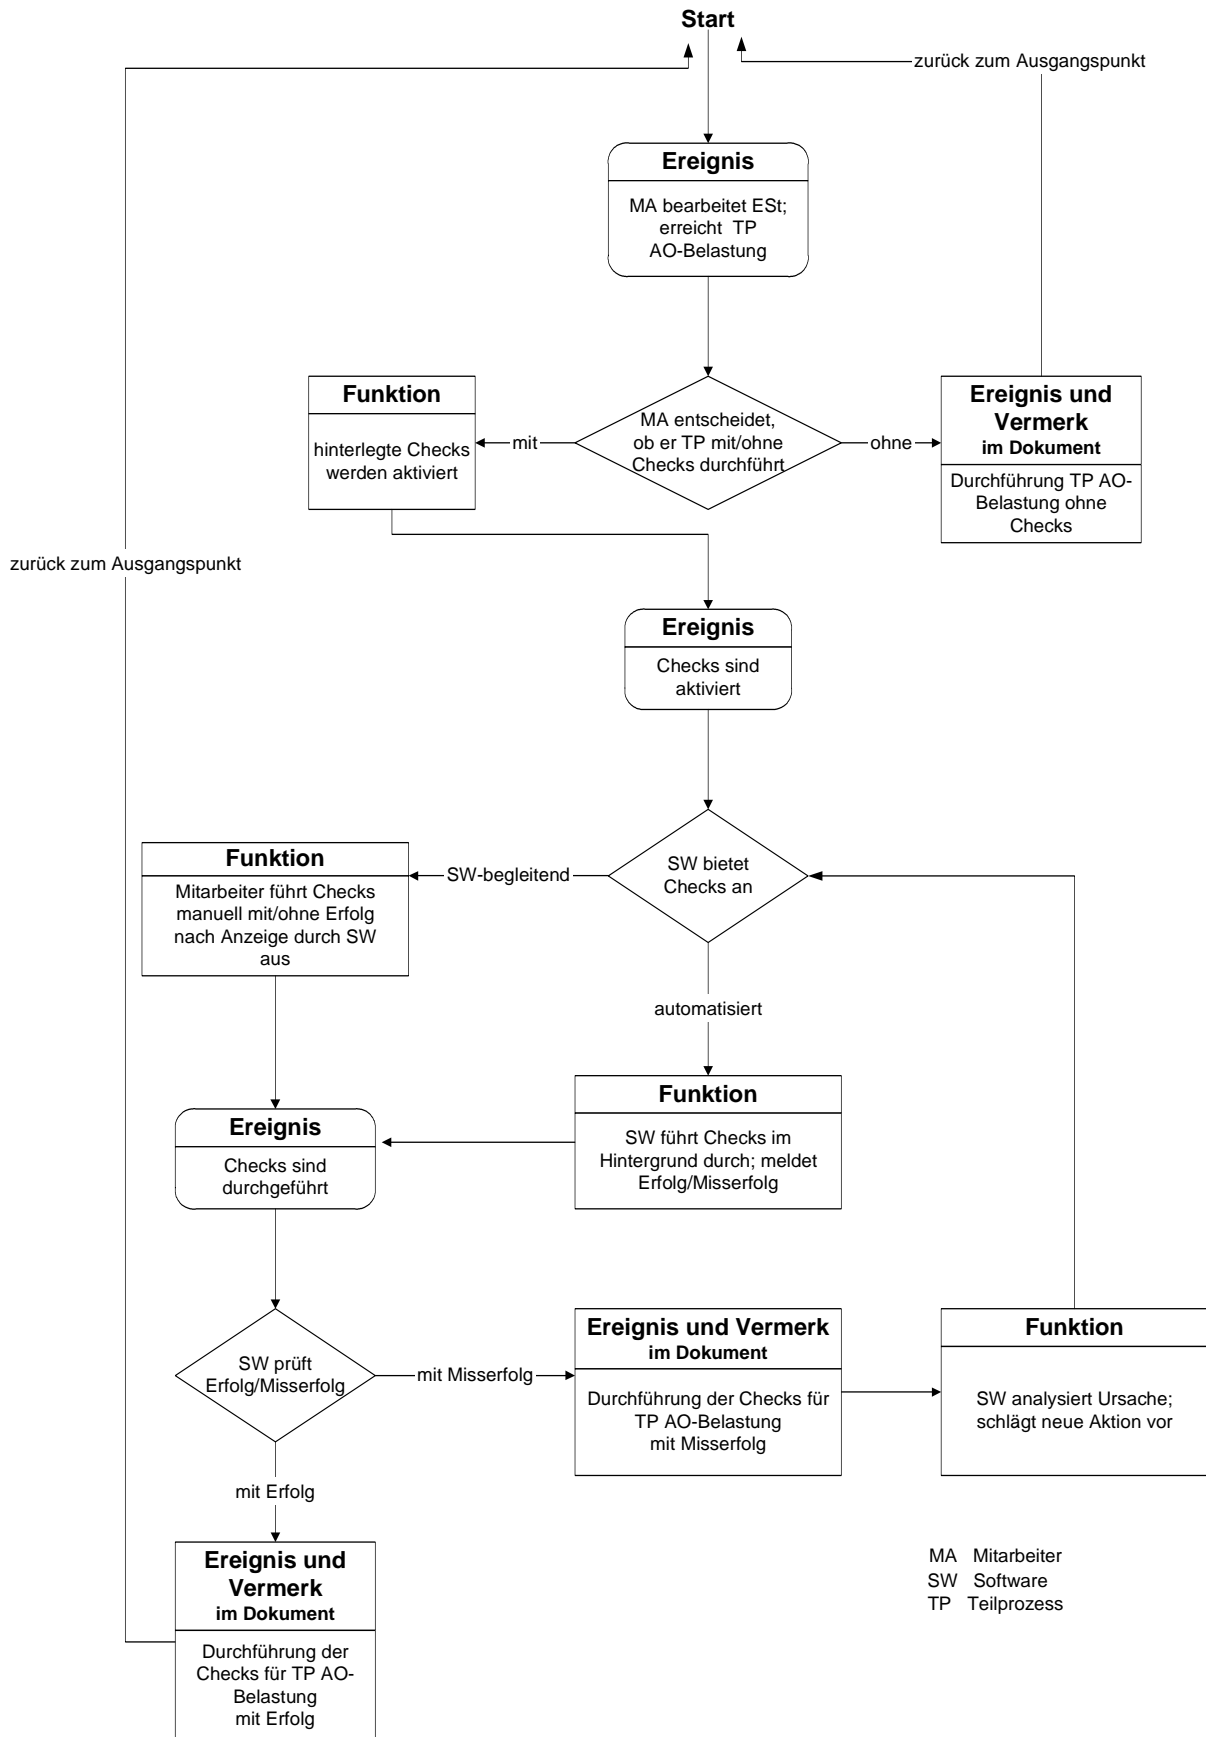 Start
zurück zum Ausgangspunkt
Ereignis
MA bearbeitet ESt;
erreicht TP
AO-Belastung
Funktion
hinterlegte Checks
werden aktiviert
mit
MA entscheidet,
ob er TP mit/ohne
Checks durchführt
ohne
Ereignis und
Vermerk
im Dokument
Durchführung TP AO-
Belastung ohne
Checks
zurück zum Ausgangspunkt
Ereignis
Checks sind
aktiviert
Funktion
Mitarbeiter führt Checks
manuell mit/ohne Erfolg
nach Anzeige durch SW
aus
SW-begleitend
SW bietet
Checks an
automatisiert
Funktion
SW führt Checks im
Hintergrund durch; meldet
Erfolg/Misserfolg
Ereignis
Checks sind
durchgeführt
SW prüft
Erfolg/Misserfolg
mit Misserfolg
Ereignis und Vermerk
im Dokument
Durchführung der Checks für
TP AO-Belastung
mit Misserfolg
Funktion
SW analysiert Ursache;
schlägt neue Aktion vor
mit Erfolg
Ereignis und
Vermerk
im Dokument
Durchführung der
Checks für TP AO-
Belastung
mit Erfolg
MA Mitarbeiter
SW Software
TP Teilprozess